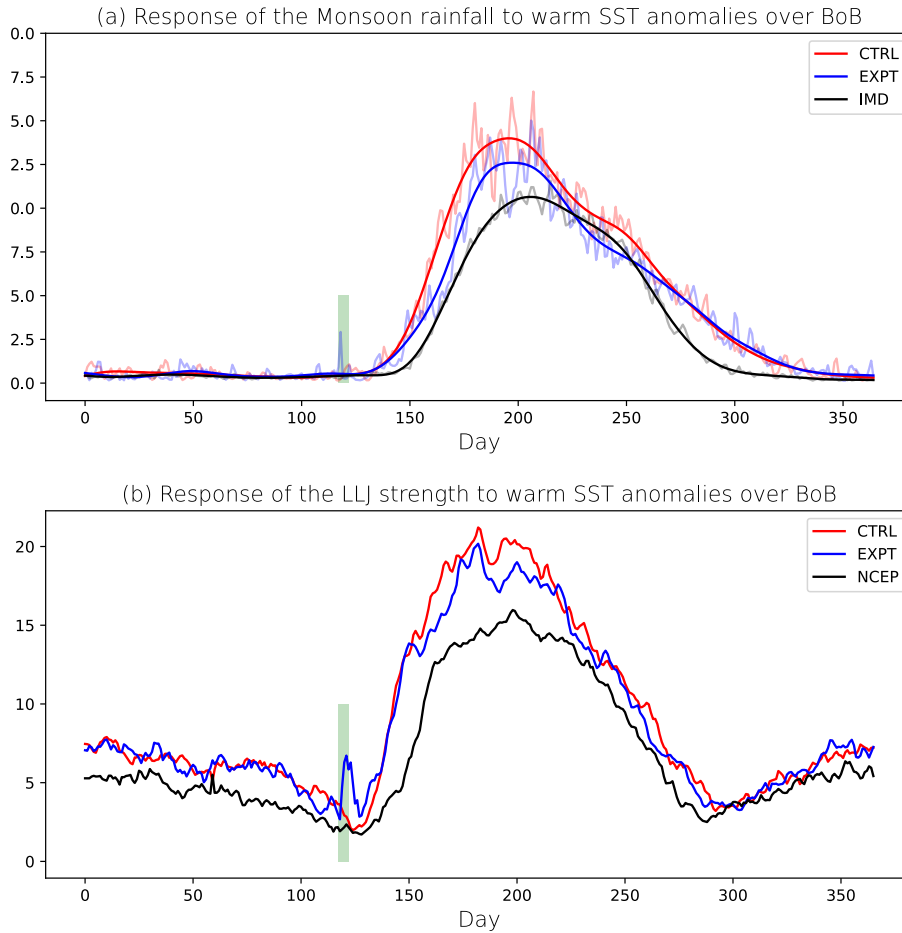 (a) Response of the Monsoon rainfall to warm SST anomalies over BoB
0.0
5.0
2.5
0.0
7.5
5.0
2.5
0.0
CTRL
EXPT
IMD
0 50 100 150 200 250 300 350
Day
(b) Response of the LLJ strength to warm SST anomalies over BoB
20
15
10
5
0
CTRL
EXPT
NCEP
0 50 100 150 200 250 300 350
Day